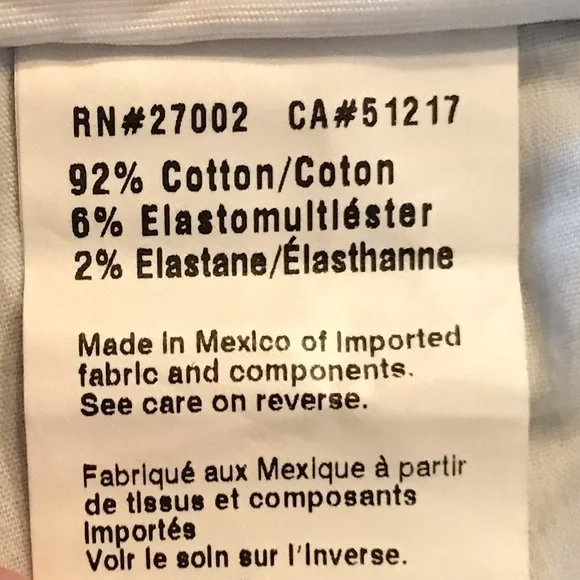 RN#27002 CA#51217
92% Cotton/Coton
6% Elastomultiléster
2% Elastane/Élasthanne
Made in Mexico of Imported
fabric and components.
See care on reverse.
Fabriqué aux Mexique à partir
de tissus et composants
Importés
Voir le soin sur l'Inverse.